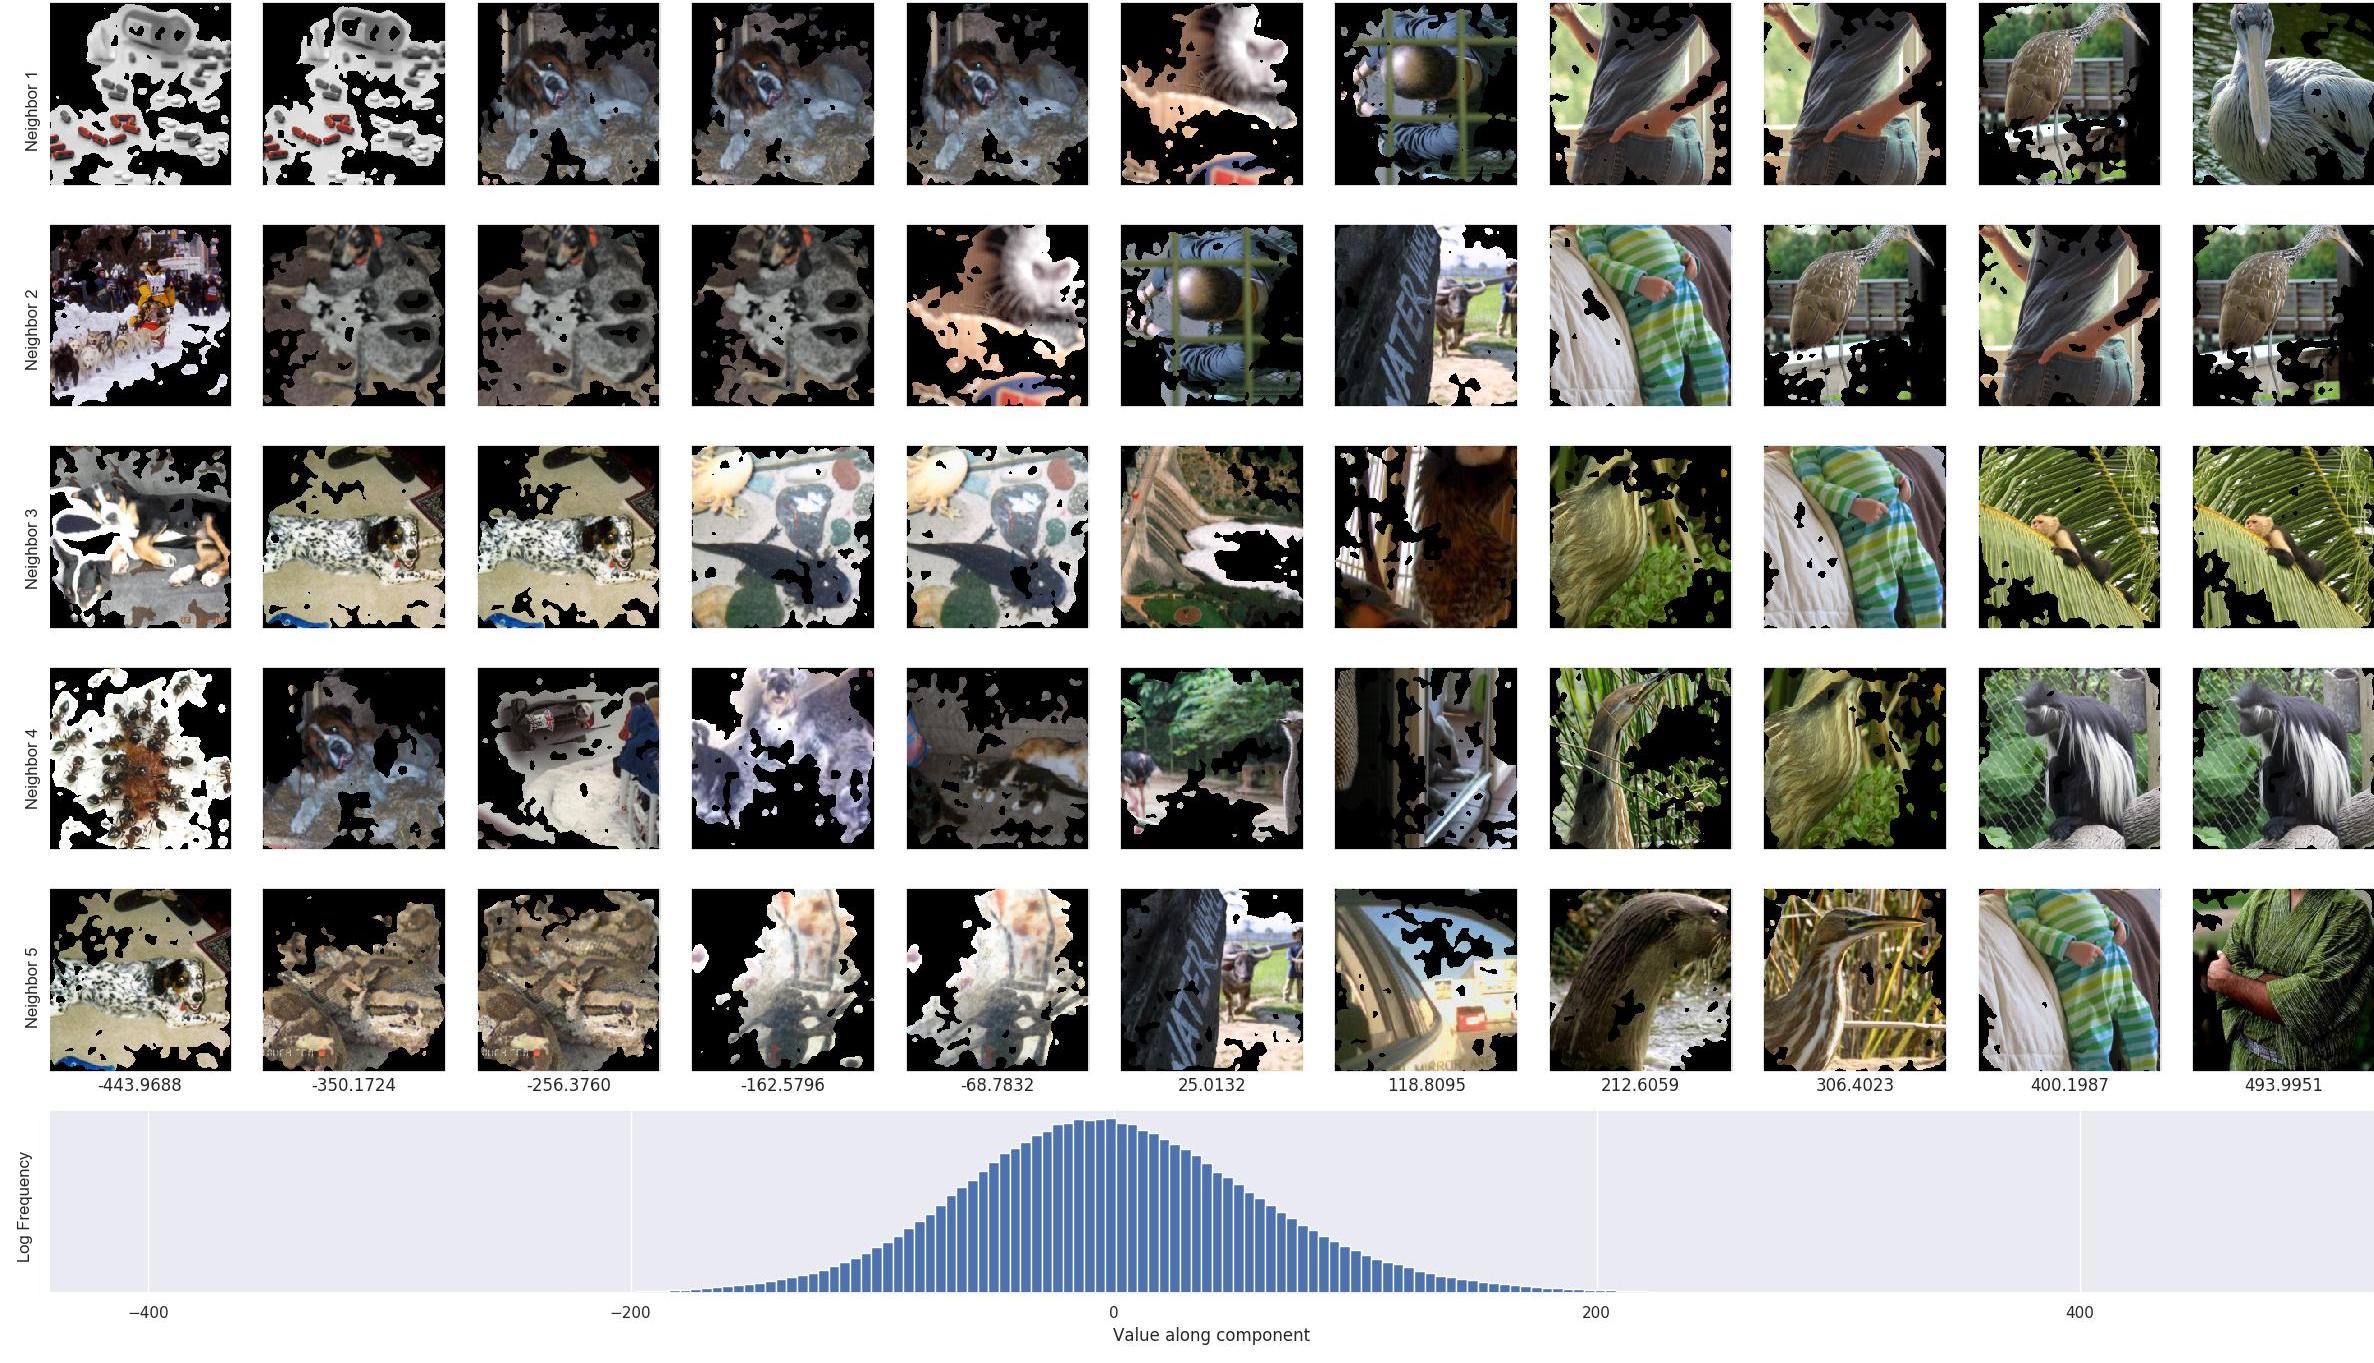 Neighbor 1
Neighbor 2
WATER
Neighbor 3
Neighbor 4
Neighbor 5
WATER
-443.9688
-350.1724
-256.3760
-162.5796
-68.7832
25.0132
118.8095
212.6059
306.4023
400.1987
493.9951
Log Frequency
−400
−200
0
200
400
Value along component